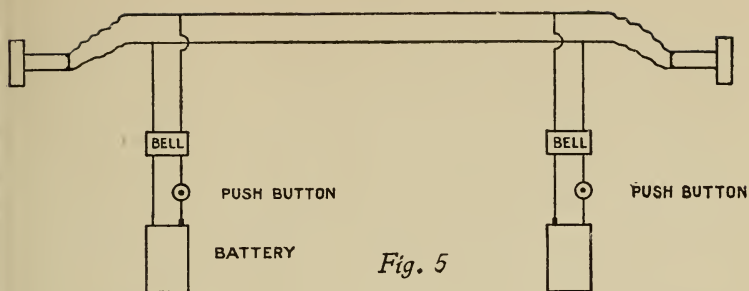 BELL
BELL
PUSH BUTTON
PUSH BUTTON
BATTERY
Fig. 5